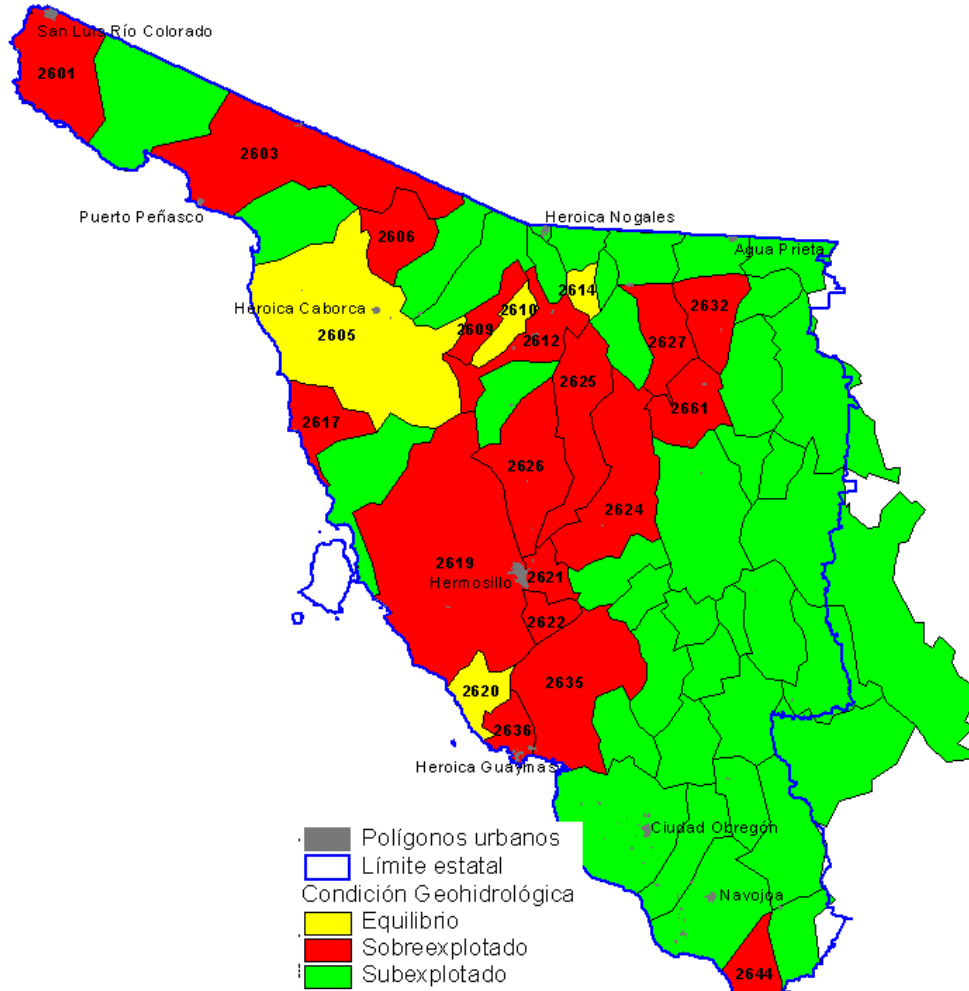 San Luis Río Colorado
2601
2603
Puerto Peñasco
Heroica Nogales
2606
Agua Prieta
2614
2632
Heroica Caborca
2610
2605
2609
2612
2627
2625
2661
2617
2626
2624
2619
2621
Hermosillo
2622
2635
2620
2636
Heroica Guaymas
Polígonos urbanos
Ciudad Obregón
Límite estatal
Condición Geohidrológica
Navojoa
Equilibrio
Sobreexplotado
Subexplotado
2644